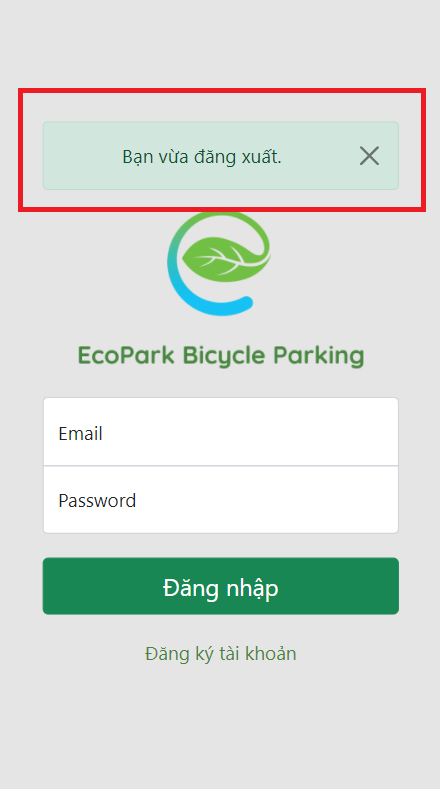 Bạn vừa đăng xuất.
EcoPark Bicycle Parking
Email
Password
Đăng nhập
Đăng ký tài khoản